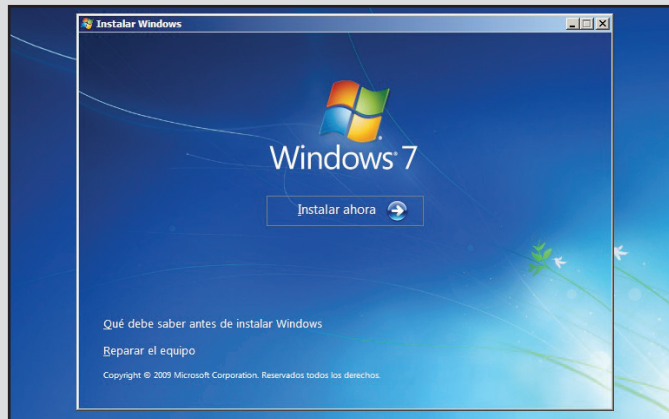 Instalar Windows
Windows 7
Instalar ahora
Qué debe saber antes de instalar Windows
Reparar el equipo
Copyright © 2009 Microsoft Corporation. Reservados todos los derechos.